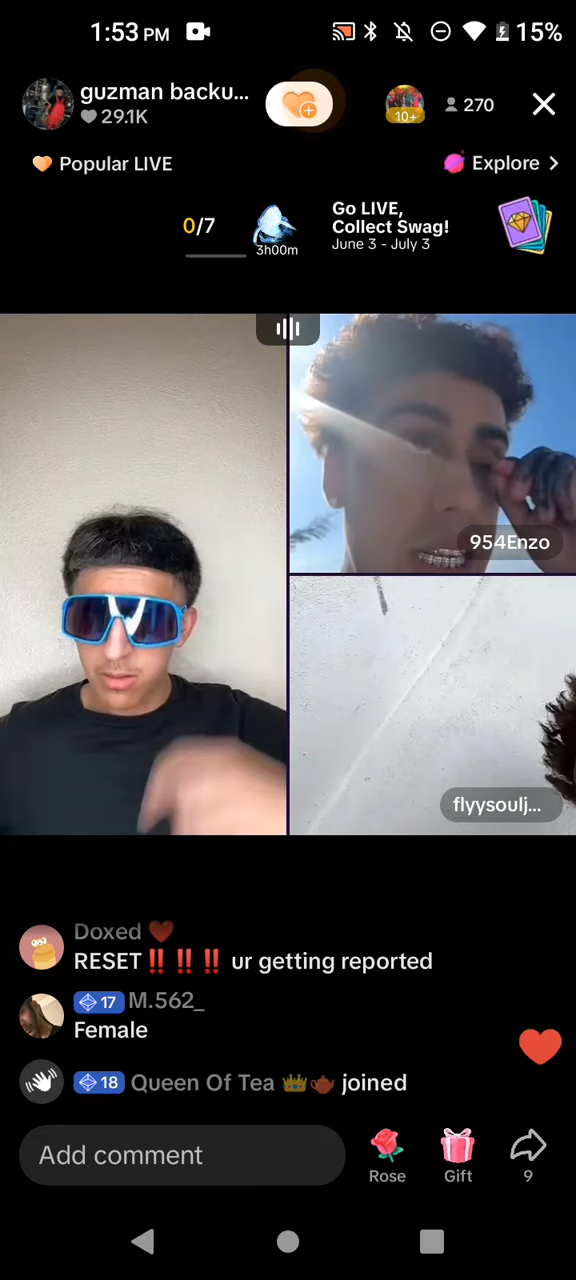 1:53 PM
15%
guzman backu...
29.1K
10+
270
Popular LIVE
Explore >
0/7
3h00m
Go LIVE,
Collect Swag!
June 3 - July 3
954Enzo
flyysoulj...
Doxed ❤️
RESET‼️‼️‼️ ur getting reported
17 M.562_
Female
18 Queen Of Tea 👑🫖 joined
Add comment
Rose
Gift
9